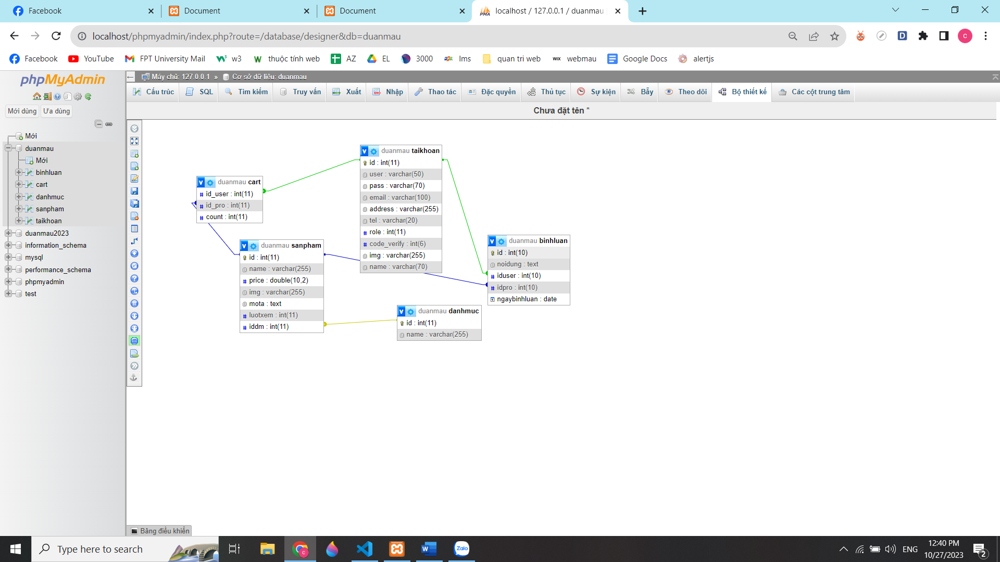 Facebook
Document
Document
localhost / 127.0.0.1 / duanmau
localhost/phpmyadmin/index.php?route=/database/designer&db=duanmau
c
Facebook
YouTube
FPT University Mail
w3
thuộc tính web
AZ
EL
3000
lms
quan tri web
webmau
Google Docs
alertjs
phpMyAdmin
Mới dùng
Ưa dùng
Mới
duanmau
Mới
binhluan
cart
danhmuc
sanpham
taikhoan
duanmau2023
information_schema
mysql
performance_schema
phpmyadmin
test
Máy chủ: 127.0.0.1 » Cơ sở dữ liệu: duanmau
Cấu trúc
SQL
Tìm kiếm
Truy vấn
Xuất
Nhập
Thao tác
Đặc quyền
Thủ tục
Sự kiện
Bẫy
Theo dõi
Bộ thiết kế
Các cột trung tâm
Chưa đặt tên *
duanmau cart
id_user : int(11)
id_pro : int(11)
count : int(11)
duanmau taikhoan
id : int(11)
user : varchar(50)
pass : varchar(70)
email : varchar(100)
address : varchar(255)
tel : varchar(20)
role : int(11)
code_verify : int(6)
img : varchar(255)
name : varchar(70)
duanmau sanpham
id : int(11)
name : varchar(255)
price : double(10,2)
img : varchar(255)
mota : text
luotxem : int(11)
iddm : int(11)
duanmau binhluan
id : int(10)
noidung : text
iduser : int(10)
idpro : int(10)
ngaybinhluan : date
duanmau danhmuc
id : int(11)
name : varchar(255)
Bảng điều khiển
Type here to search
Zalo
ENG
12:40 PM
10/27/2023
2